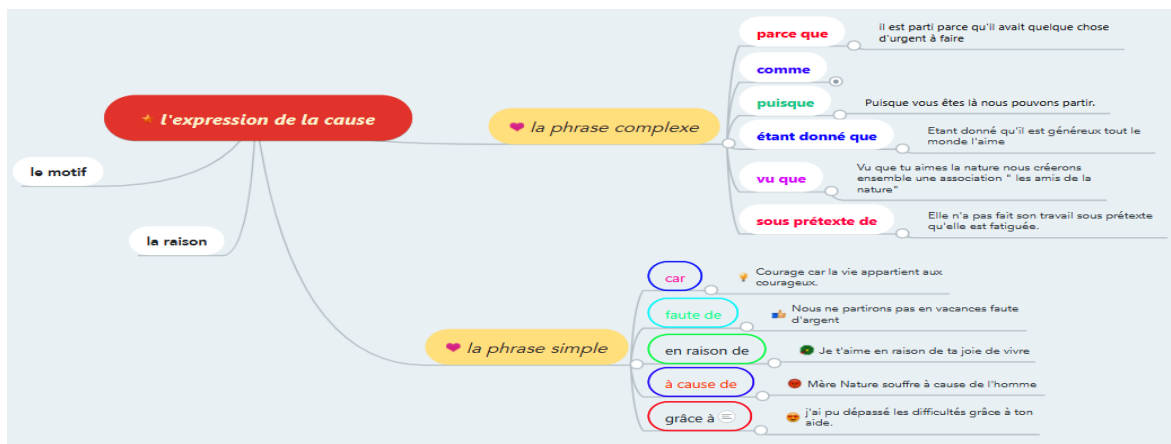 l'expression de la cause
le motif
la raison
la phrase complexe
parce que
il est parti parce qu'il avait quelque chose
d'urgent à faire
comme
puisque
Puisque vous êtes là nous pouvons partir.
étant donné que
Etant donné qu'il est généreux tout le
monde l'aime
vu que
Vu que tu aimes la nature nous créerons
ensemble une association " les amis de la
nature"
sous prétexte de
Elle n'a pas fait son travail sous prétexte
qu'elle est fatiguée.
la phrase simple
car
Courage car la vie appartient aux
courageux.
faute de
Nous ne partirons pas en vacances faute
d'argent
en raison de
Je t'aime en raison de ta joie de vivre
à cause de
Mère Nature souffre à cause de l'homme
grâce à
j'ai pu dépassé les difficultés grâce à ton
aide.